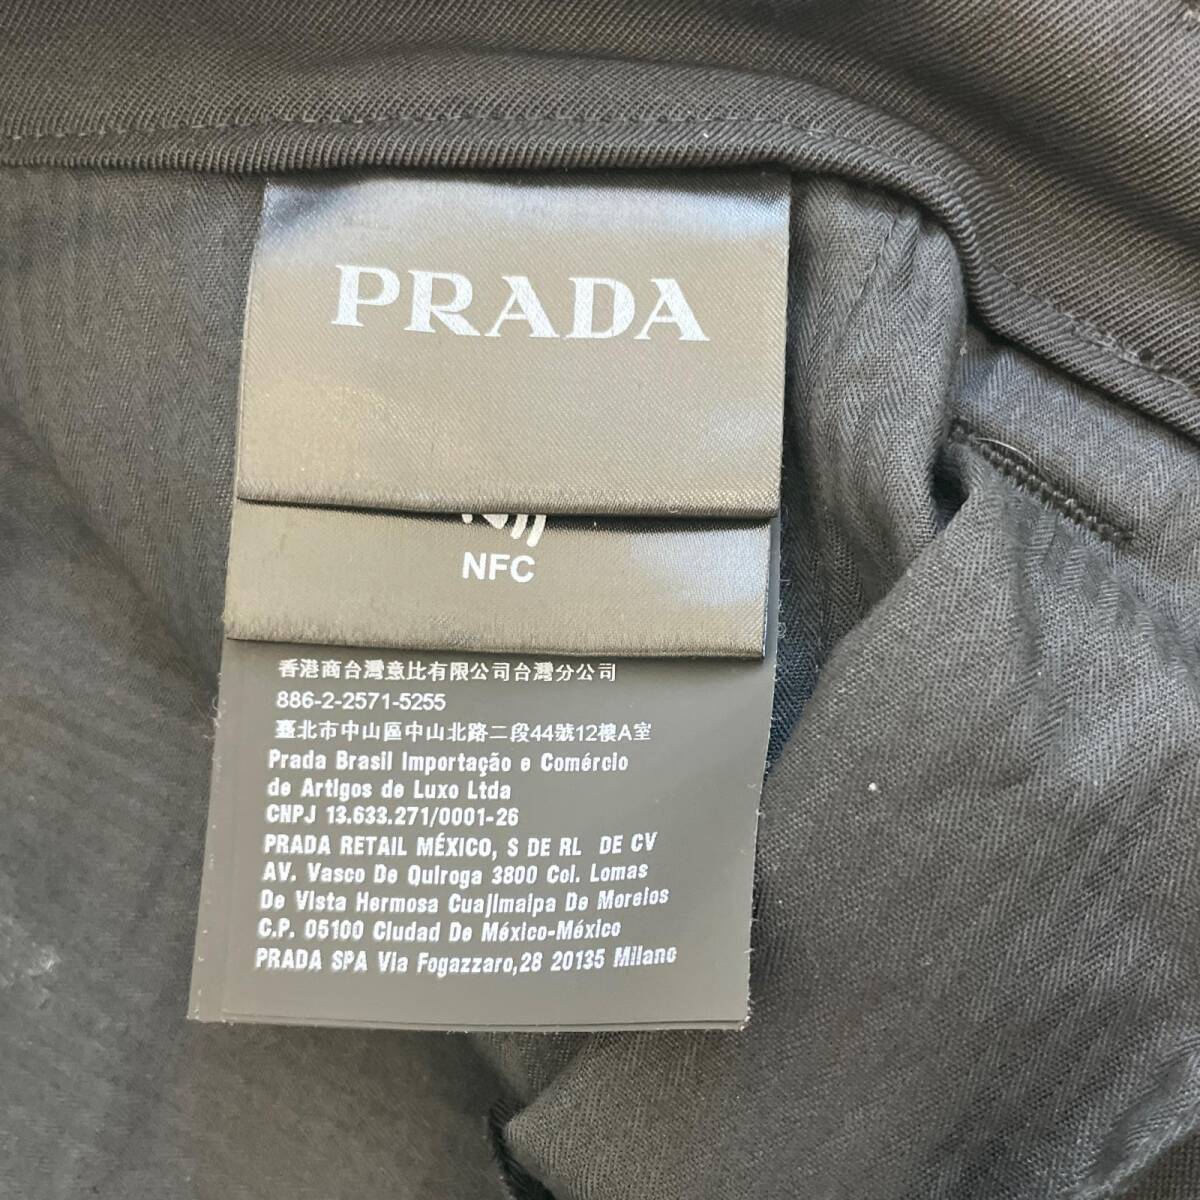 PRADA
NFC
香港商台灣意比有限公司台灣分公司
886-2-2571-5255
臺北市中山區中山北路二段44號12樓A室
Prada Brasil Importação e Comércio
de Artigos de Luxo Ltda
CNPJ 13.633.271/0001-26
PRADA RETAIL MÉXICO, S DE RL DE CV
AV. Vasco De Quiroga 3800 Col. Lomas
De Vista Hermosa Cuajimalpa De Morelos
C.P. 05100 Ciudad De México-México
PRADA SPA Via Fogazzaro,28 20135 Milano